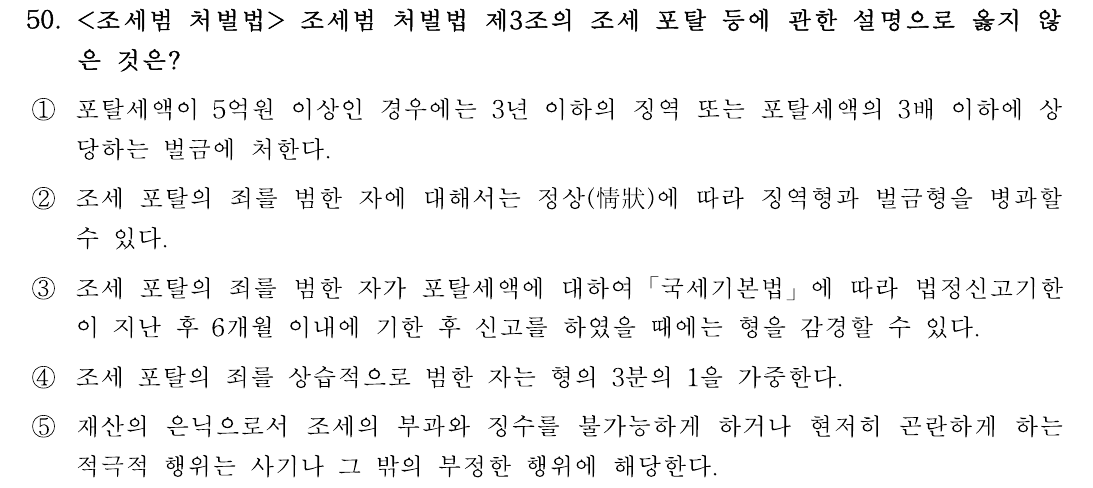 50. <조세범 처벌법> 조세범 처벌법 제3조의 조세 포탈 등에 관한 설명으로 옳지 않
은 것은?
① 포탈세액이 5억원 이상인 경우에는 3년 이하의 징역 또는 포탈세액의 3배 이하에 상
당하는 벌금에 처한다.
② 조세 포탈의 죄를 범한 자에 대해서는 정상(情狀)에 따라 징역형과 벌금형을 병과할
수 있다.
③ 조세 포탈의 죄를 범한 자가 포탈세액에 대하여「국세기본법」에 따라 법정신고기한
이 지난 후 6개월 이내에 기한 후 신고를 하였을 때에는 형을 감경할 수 있다.
④ 조세 포탈의 죄를 상습적으로 범한 자는 형의 3분의 1을 가중한다.
⑤ 재산의 은닉으로서 조세의 부과와 징수를 불가능하게 하거나 현저히 곤란하게 하는
적극적 행위는 사기나 그 밖의 부정한 행위에 해당한다.